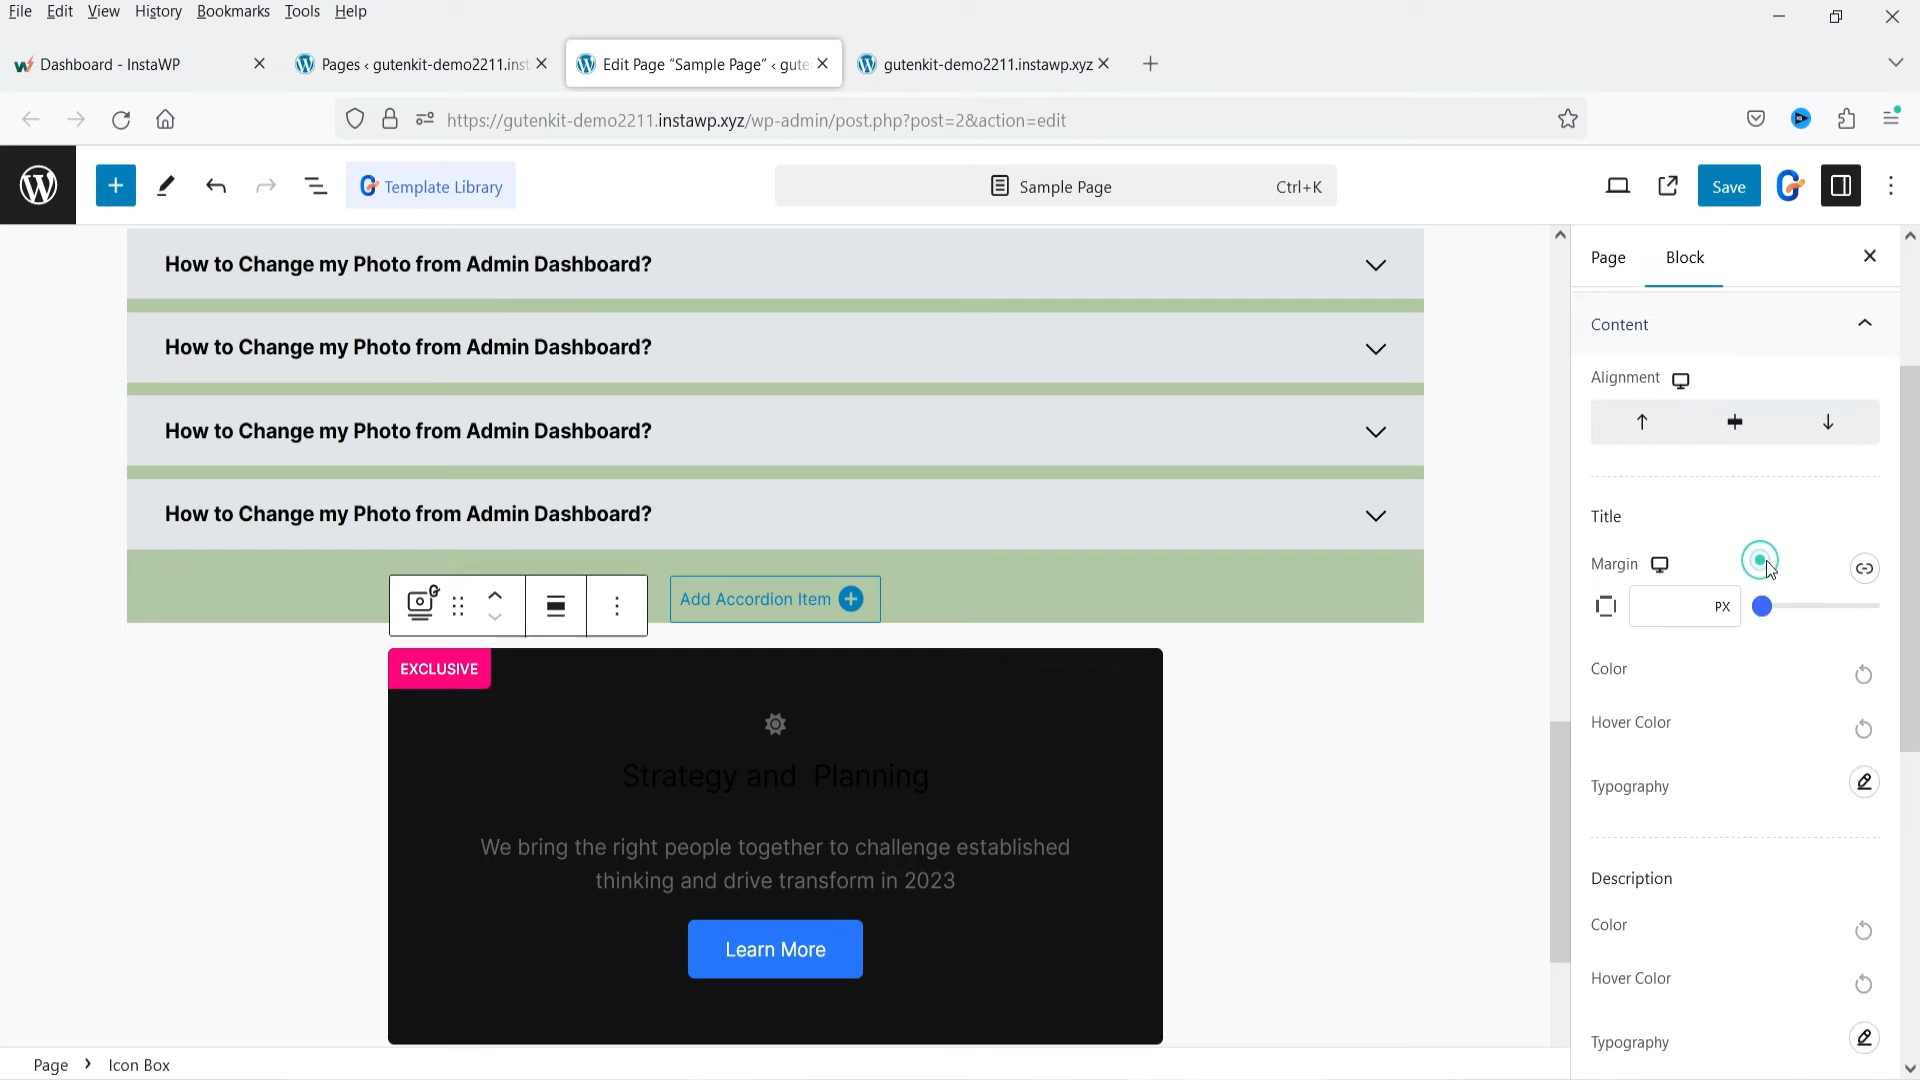 File Edit View History Bookmarks Tools Help
Dashboard - InstaWP
Pages ‹ gutenkit-demo2211.inst
Edit Page “Sample Page” ‹ gute
gutenkit-demo2211.instawp.xyz
https://gutenkit-demo2211.instawp.xyz/wp-admin/post.php?post=2&action=edit
Template Library
Sample Page
Ctrl+K
Save
Page
Block
Content
Alignment
Title
Margin
PX
Color
Hover Color
Typography
Description
Color
Hover Color
Typography
How to Change my Photo from Admin Dashboard?
How to Change my Photo from Admin Dashboard?
How to Change my Photo from Admin Dashboard?
How to Change my Photo from Admin Dashboard?
Add Accordion Item
EXCLUSIVE
Strategy and Planning
We bring the right people together to challenge established
thinking and drive transform in 2023
Learn More
Page › Icon Box